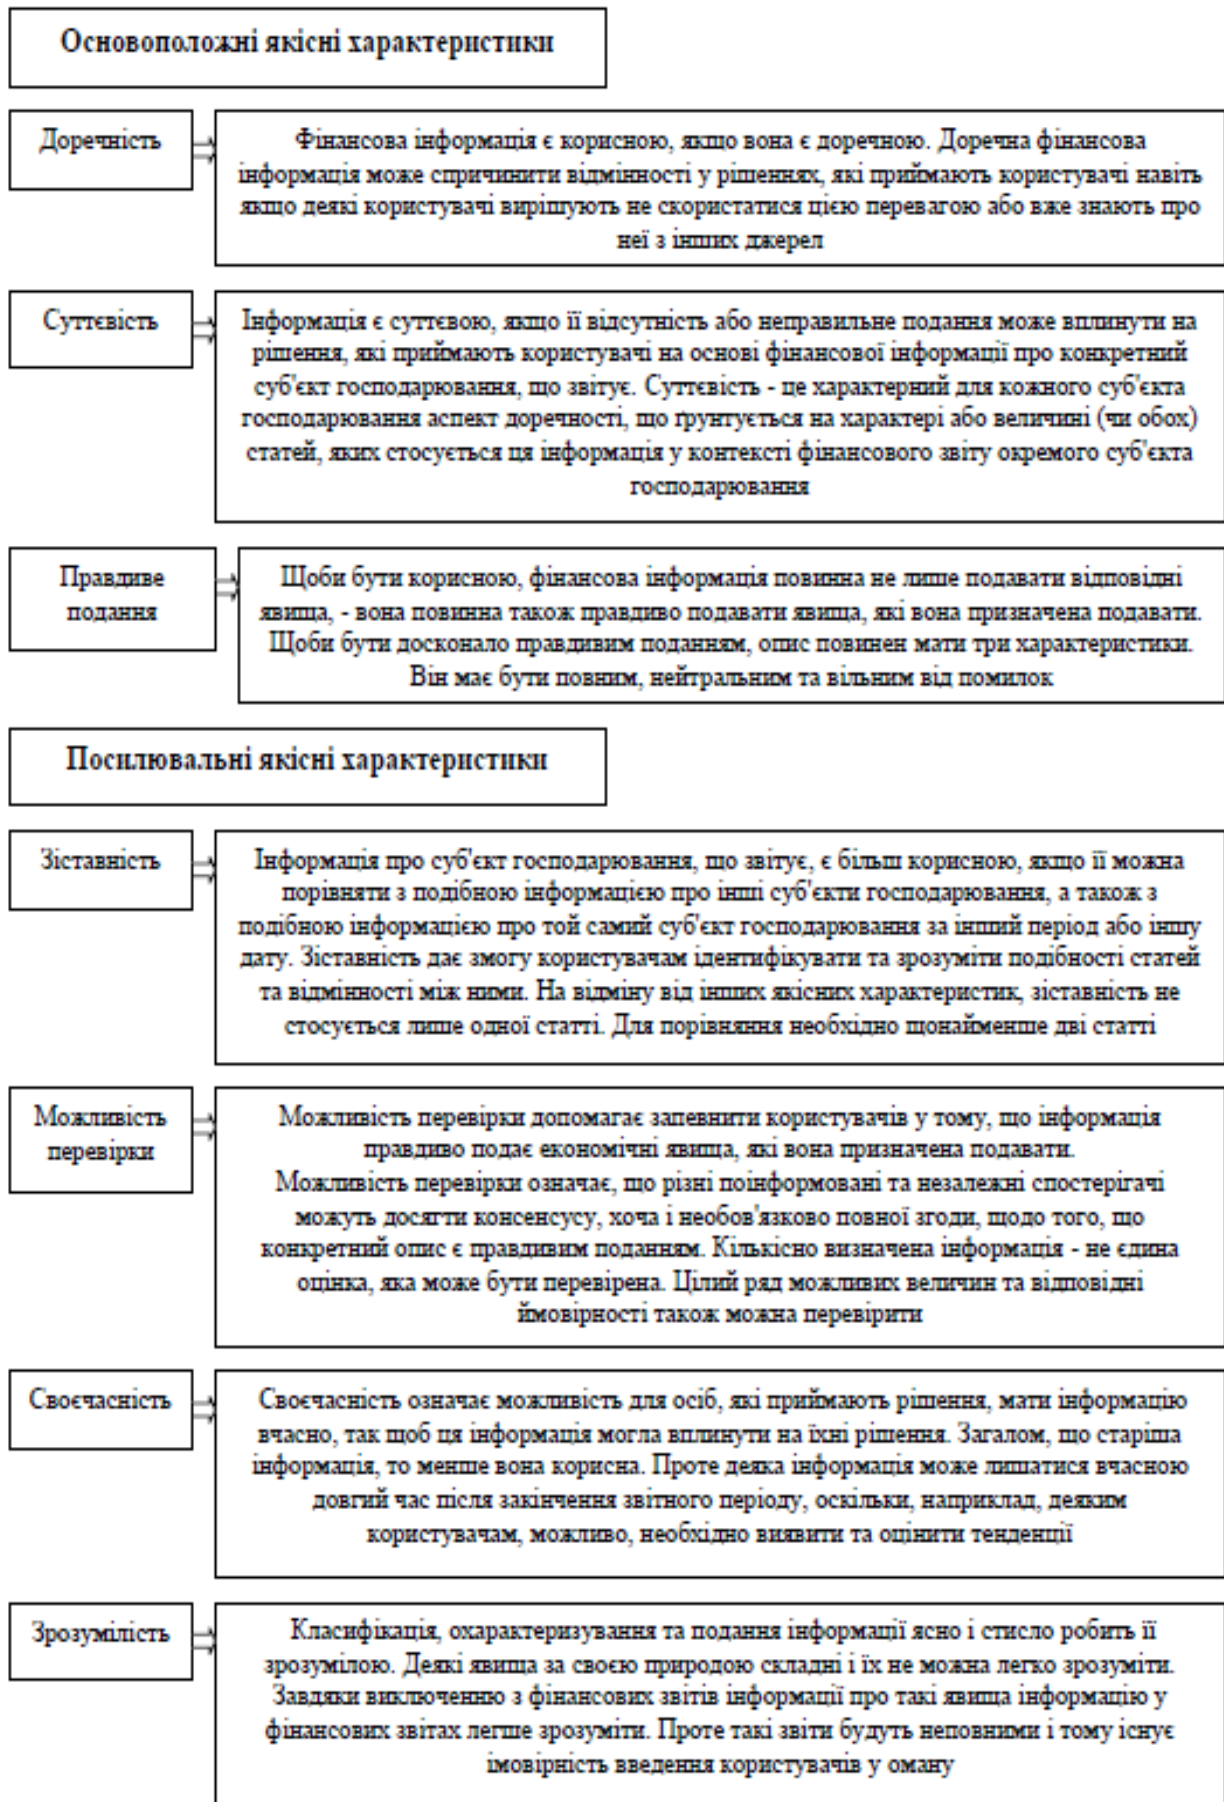 Основоположні якісні характеристики
Доречність
Фінансова інформація є корисною, якщо вона є доречною. Доречна фінансова
інформація може спричинити відмінності у рішеннях, які приймають користувачі навіть
якщо деякі користувачі вирішують не скористатися цією перевагою або вже знають про
неї з інших джерел
Суттєвість
Інформація є суттєвою, якщо її відсутність або неправильне подання може вплинути на
рішення, які приймають користувачі на основі фінансової інформації про конкретний
суб'єкт господарювання, що звітує. Суттєвість - це характерний для кожного суб'єкта
господарювання аспект доречності, що ґрунтується на характері або величині (чи обох)
статей, яких стосується ця інформація у контексті фінансового звіту окремого суб'єкта
господарювання
Правдиве
подання
Щоби бути корисною, фінансова інформація повинна не лише подавати відповідні
явища, - вона повинна також правдиво подавати явища, які вона призначена подавати.
Щоби бути досконало правдивим поданням, опис повинен мати три характеристики.
Він має бути повним, нейтральним та вільним від помилок
Посилювальні якісні характеристики
Зіставність
Інформація про суб'єкт господарювання, що звітує, є більш корисною, якщо її можна
порівняти з подібною інформацією про інші суб'єкти господарювання, а також з
подібною інформацією про той самий суб'єкт господарювання за інший період або іншу
дату. Зіставність дає змогу користувачам ідентифікувати та зрозуміти подібності статей
та відмінності між ними. На відміну від інших якісних характеристик, зіставність не
стосується лише одної статті. Для порівняння необхідно щонайменше дві статті
Можливість
перевірки
Можливість перевірки допомагає запевнити користувачів у тому, що інформація
правдиво подає економічні явища, які вона призначена подавати.
Можливість перевірки означає, що різні поінформовані та незалежні спостерігачі
можуть досягти консенсусу, хоча і необов'язково повної згоди, щодо того, що
конкретний опис є правдивим поданням. Кількісно визначена інформація - не єдина
оцінка, яка може бути перевірена. Цілий ряд можливих величин та відповідні
ймовірності також можна перевірити
Своєчасність
Своєчасність означає можливість для осіб, які приймають рішення, мати інформацію
вчасно, так щоб ця інформація могла вплинути на їхні рішення. Загалом, що старіша
інформація, то менше вона корисна. Проте деяка інформація може лишатися вчасною
довгий час після закінчення звітного періоду, оскільки, наприклад, деяким
користувачам, можливо, необхідно виявити та оцінити тенденції
Зрозумілість
Класифікація, охарактеризування та подання інформації ясно і стисло робить її
зрозумілою. Деякі явища за своєю природою складні і їх не можна легко зрозуміти.
Завдяки виключенню з фінансових звітів інформації про такі явища інформацію у
фінансових звітах легше зрозуміти. Проте такі звіти будуть неповними і тому існує
імовірність введення користувачів у оману